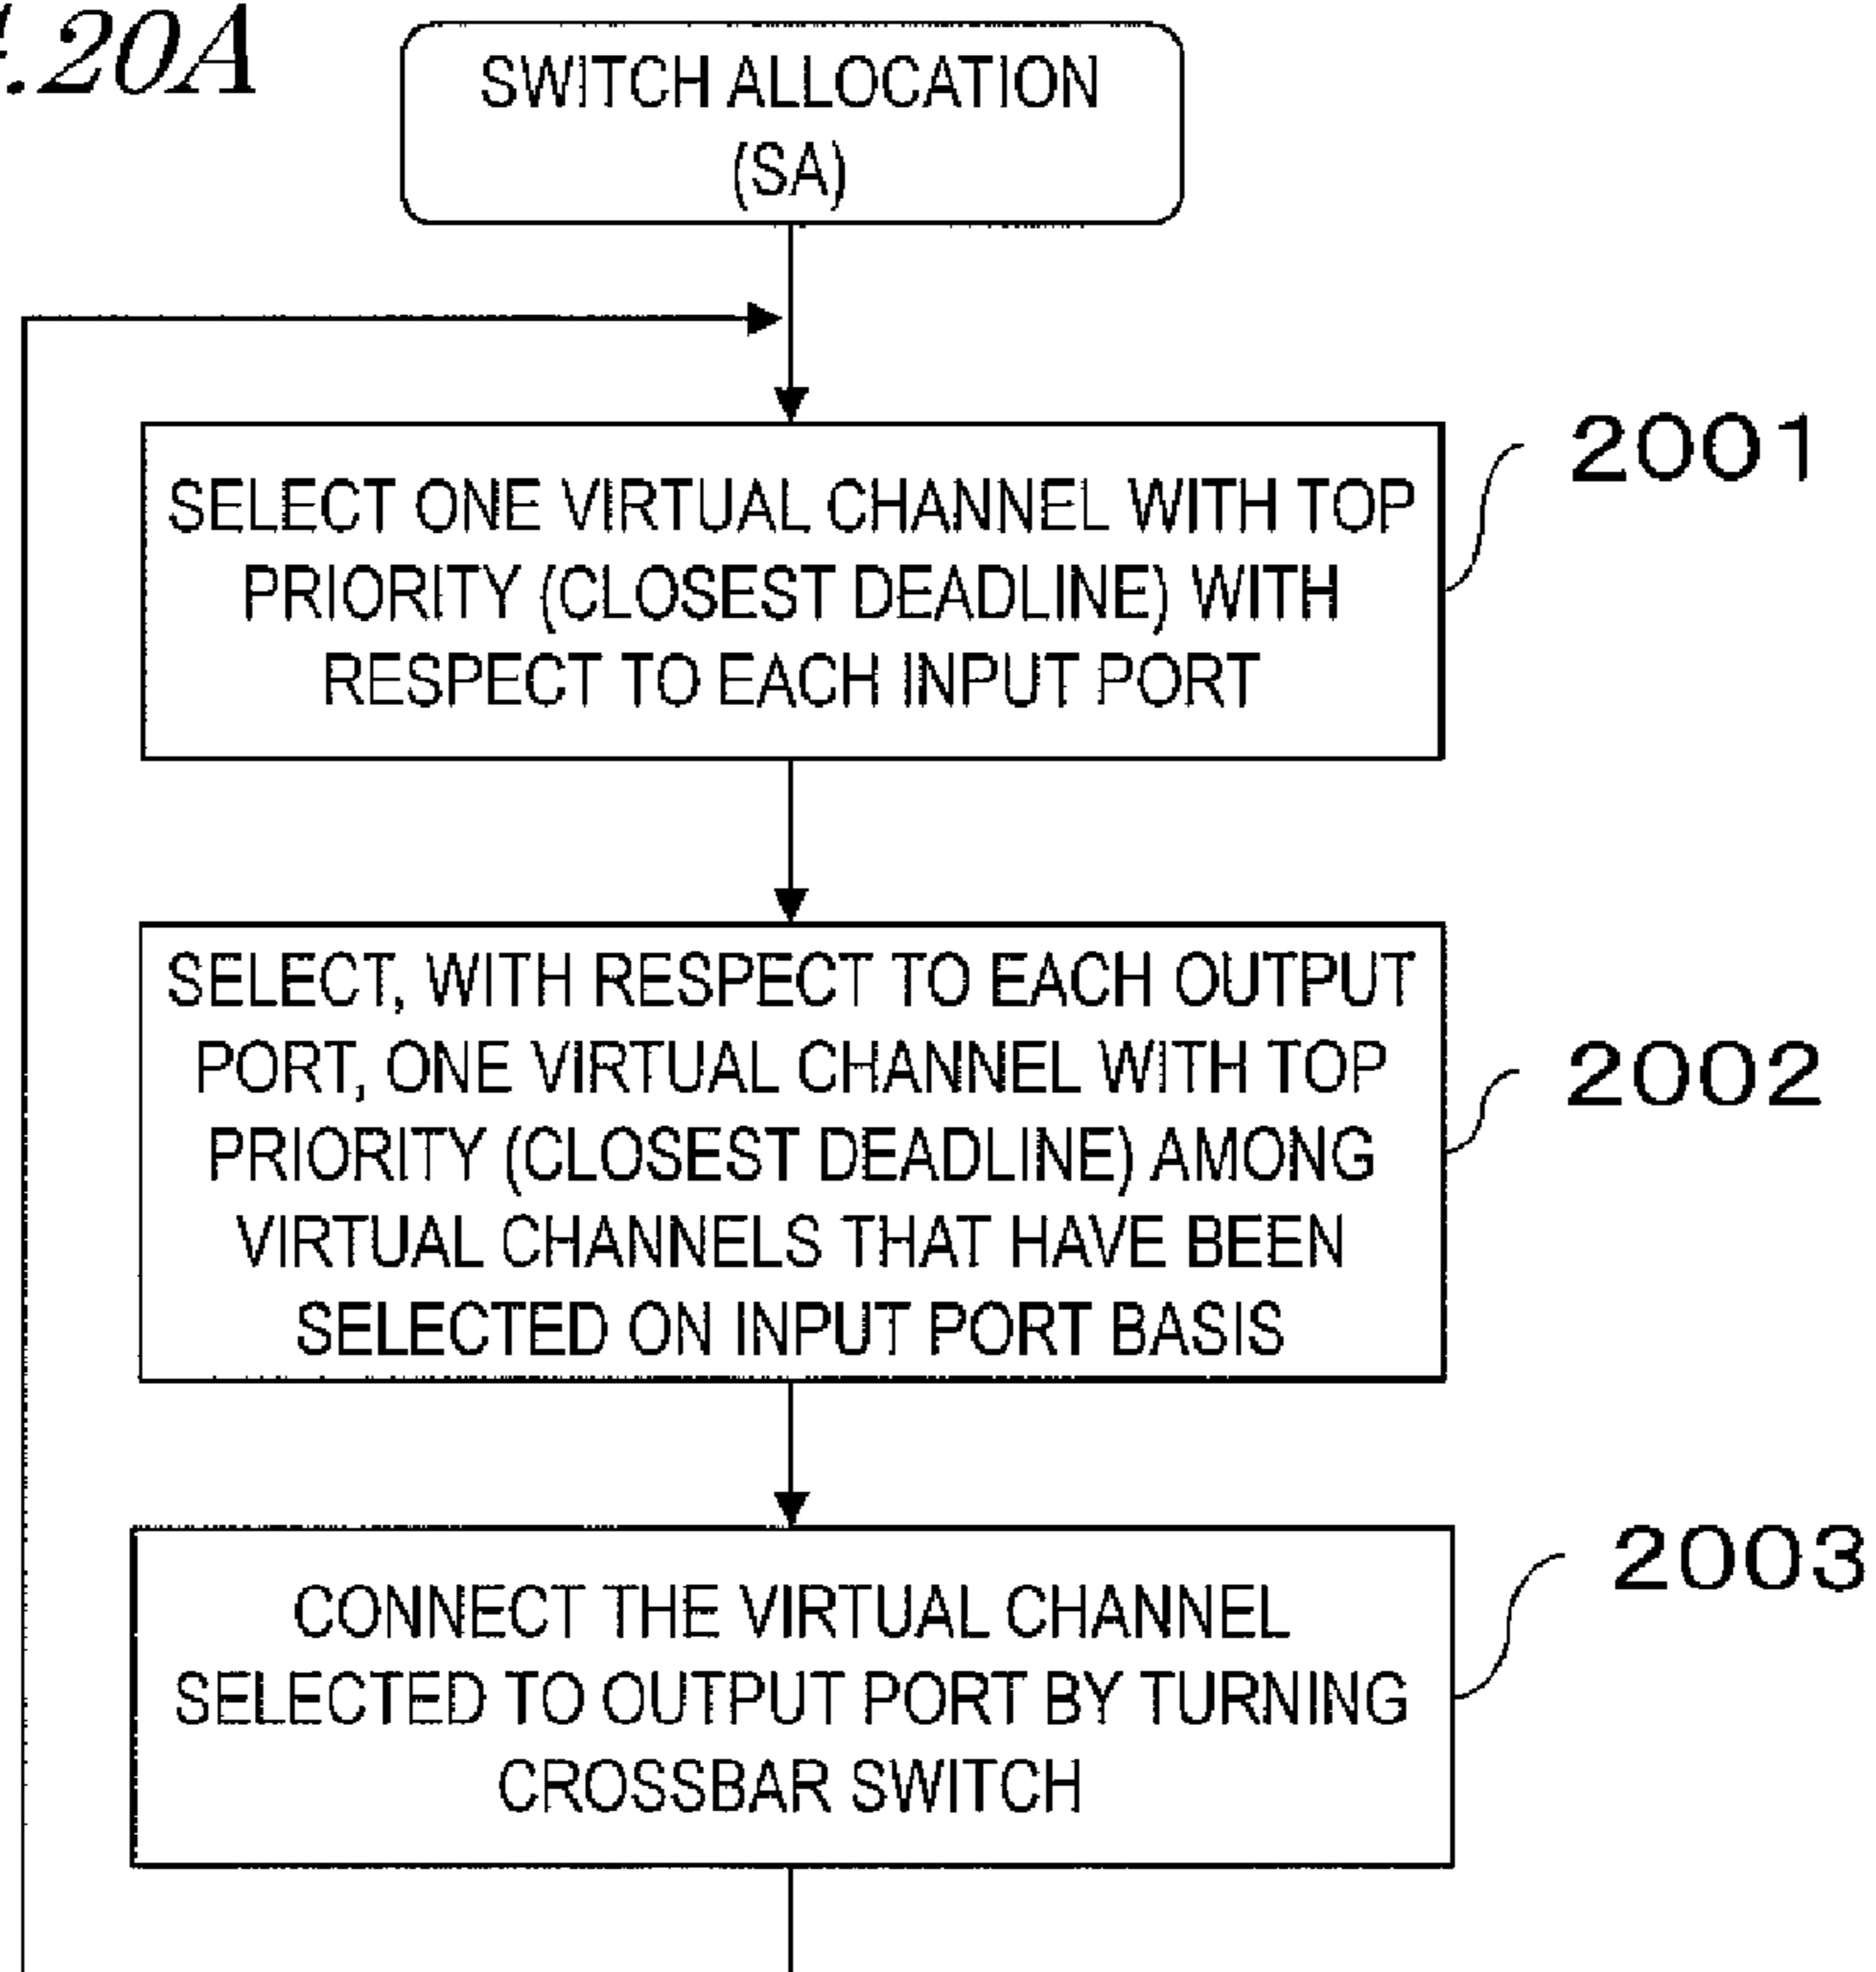 .20A
SWITCH ALLOCATION
(SA)
2001
SELECT ONE VIRTUAL CHANNEL WITH TOP
PRIORITY (CLOSEST DEADLINE) WITH
RESPECT TO EACH INPUT PORT
2002
SELECT, WITH RESPECT TO EACH OUTPUT
PORT, ONE VIRTUAL CHANNEL WITH TOP
PRIORITY (CLOSEST DEADLINE) AMONG
VIRTUAL CHANNELS THAT HAVE BEEN
SELECTED ON INPUT PORT BASIS
2003
CONNECT THE VIRTUAL CHANNEL
SELECTED TO OUTPUT PORT BY TURNING
CROSSBAR SWITCH